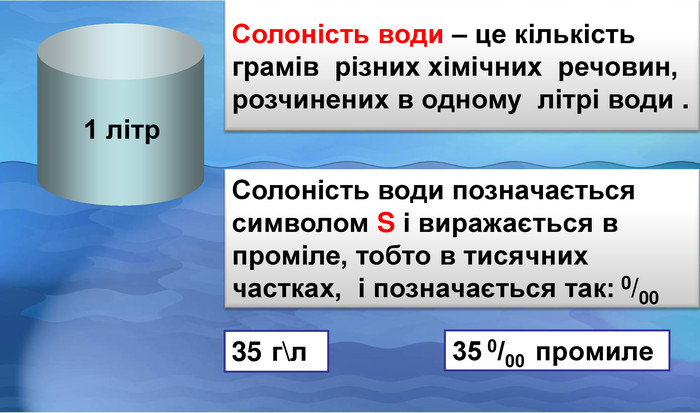 Солоність води – це кількість
грамів різних хімічних речовин,
розчинених в одному літрі води .
1 літр
Солоність води позначається
символом S і виражається в
проміле, тобто в тисячних
частках, і позначається так: 0/00
35 г\л
35 0/00 промиле